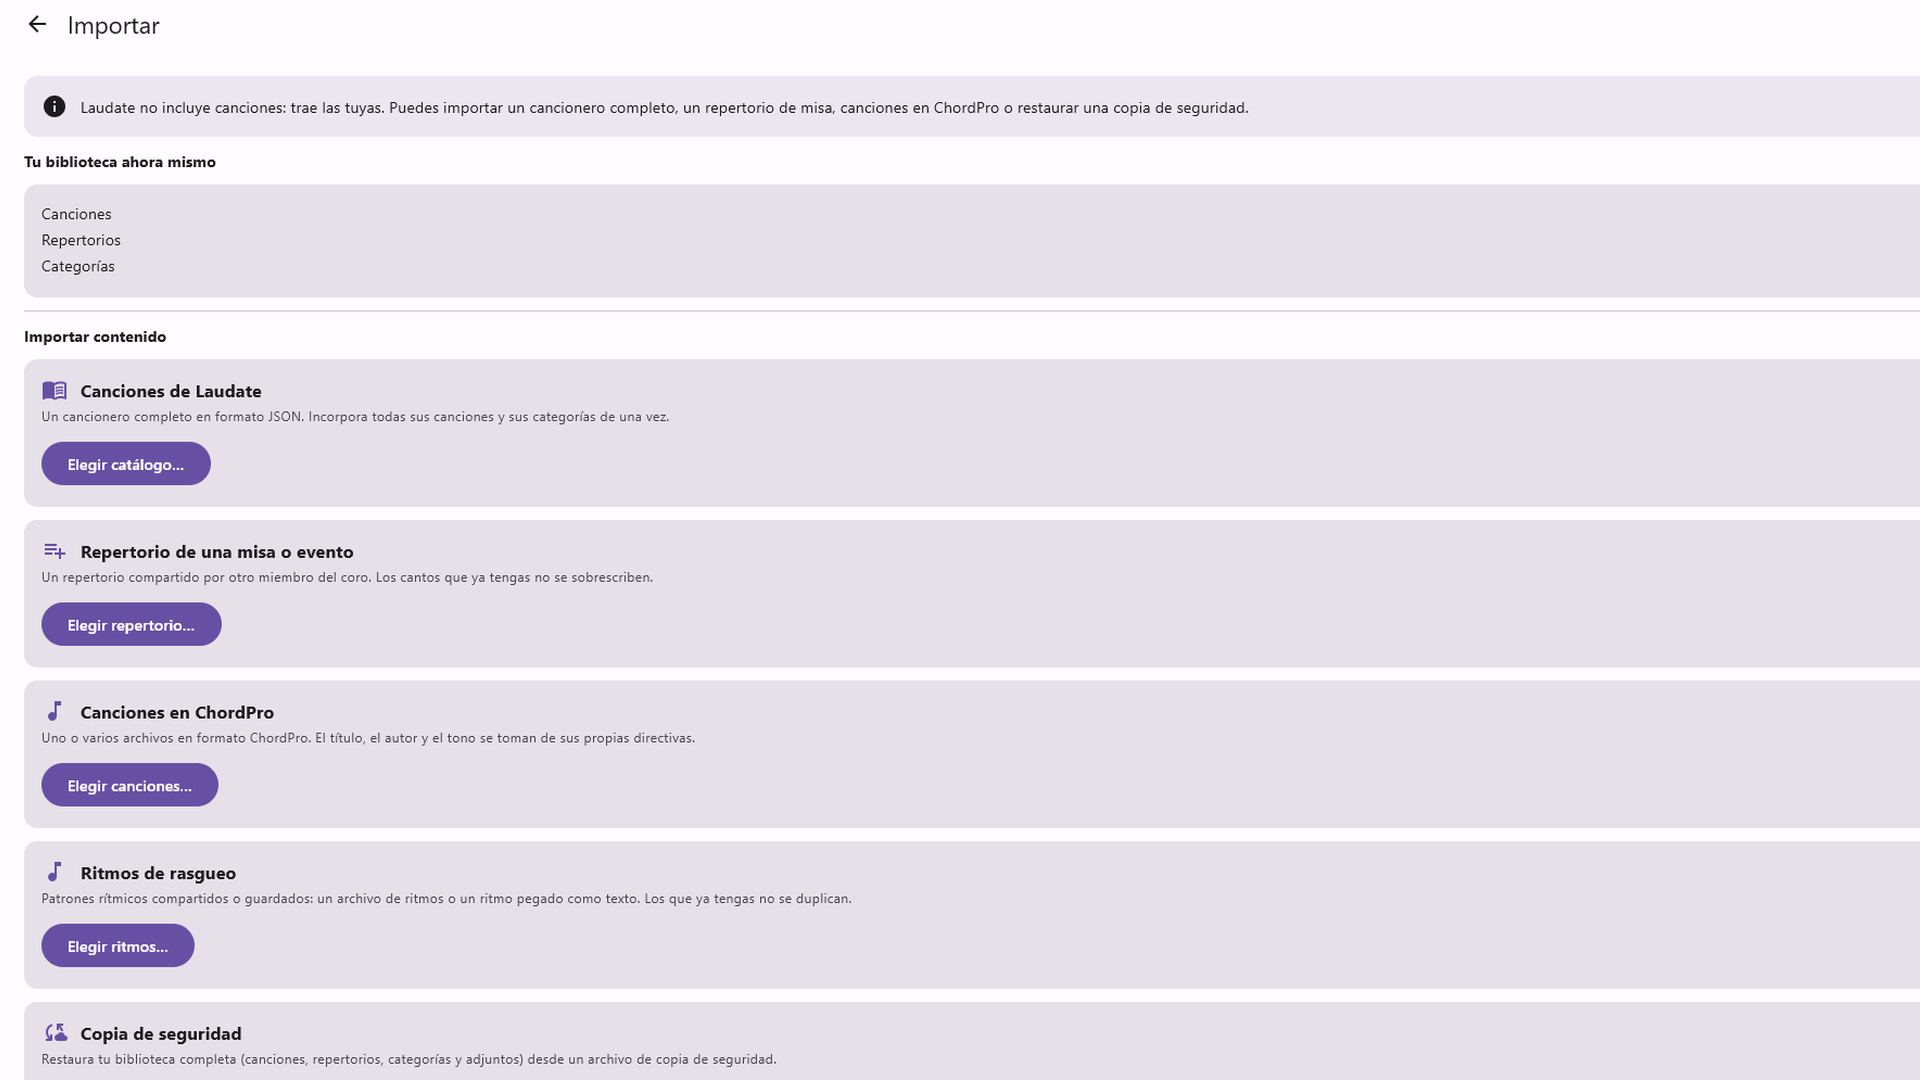 Importar
Laudate no incluye canciones: trae las tuyas. Puedes importar un cancionero completo, un repertorio de misa, canciones en ChordPro o restaurar una copia de seguridad.
Tu biblioteca ahora mismo
Canciones
Repertorios
Categorías
Importar contenido
Canciones de Laudate
Un cancionero completo en formato JSON. Incorpora todas sus canciones y sus categorías de una vez.
Elegir catálogo...
Repertorio de una misa o evento
Un repertorio compartido por otro miembro del coro. Los cantos que ya tengas no se sobrescriben.
Elegir repertorio...
Canciones en ChordPro
Uno o varios archivos en formato ChordPro. El título, el autor y el tono se toman de sus propias directivas.
Elegir canciones...
Ritmos de rasgueo
Patrones rítmicos compartidos o guardados: un archivo de ritmos o un ritmo pegado como texto. Los que ya tengas no se duplican.
Elegir ritmos...
Copia de seguridad
Restaura tu biblioteca completa (canciones, repertorios, categorías y adjuntos) desde un archivo de copia de seguridad.